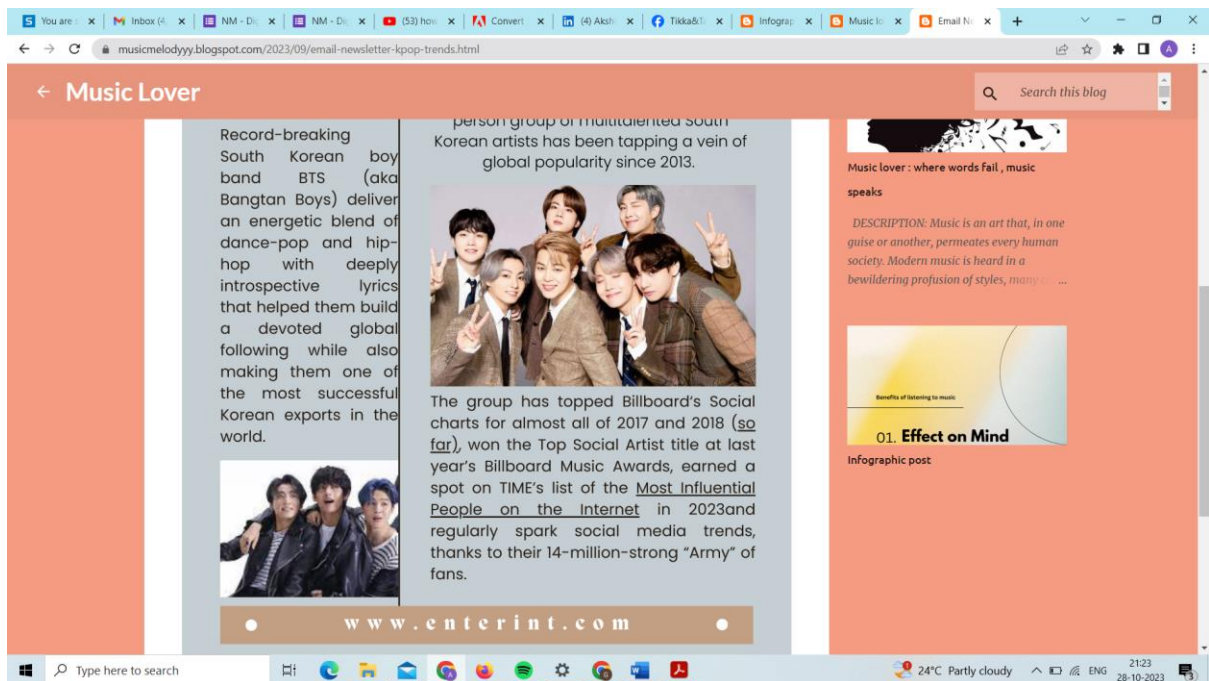 You are s
Inbox (4
NM - Dig
NM - Dig
(53) how
Convert
(4) Aksh
Tikka&T
Infograp
Music lo
Email Ne
musicmelodyyy.blogspot.com/2023/09/email-newsletter-kpop-trends.html
A
Music Lover
Search this blog
Record-breaking
South Korean boy
band BTS (aka
Bangtan Boys) deliver
an energetic blend of
dance-pop and hip-
hop with deeply
introspective lyrics
that helped them build
a devoted global
following while also
making them one of
the most successful
Korean exports in the
world.
person group of multitalented South
Korean artists has been tapping a vein of
global popularity since 2013.
The group has topped Billboard's Social
charts for almost all of 2017 and 2018 (so
far), won the Top Social Artist title at last
year's Billboard Music Awards, earned a
spot on TIME's list of the Most Influential
People on the Internet in 2023and
regularly spark social media trends,
thanks to their 14-million-strong “Army” of
fans.
www.enterint.com
Music lover : where words fail , music
speaks
DESCRIPTION: Music is an art that, in one
guise or another, permeates every human
society. Modern music is heard in a
bewildering profusion of styles, many ...
Benefits of listening to music
01. Effect on Mind
Infographic post
Type here to search
24°C Partly cloudy
ENG
21:23
28-10-2023